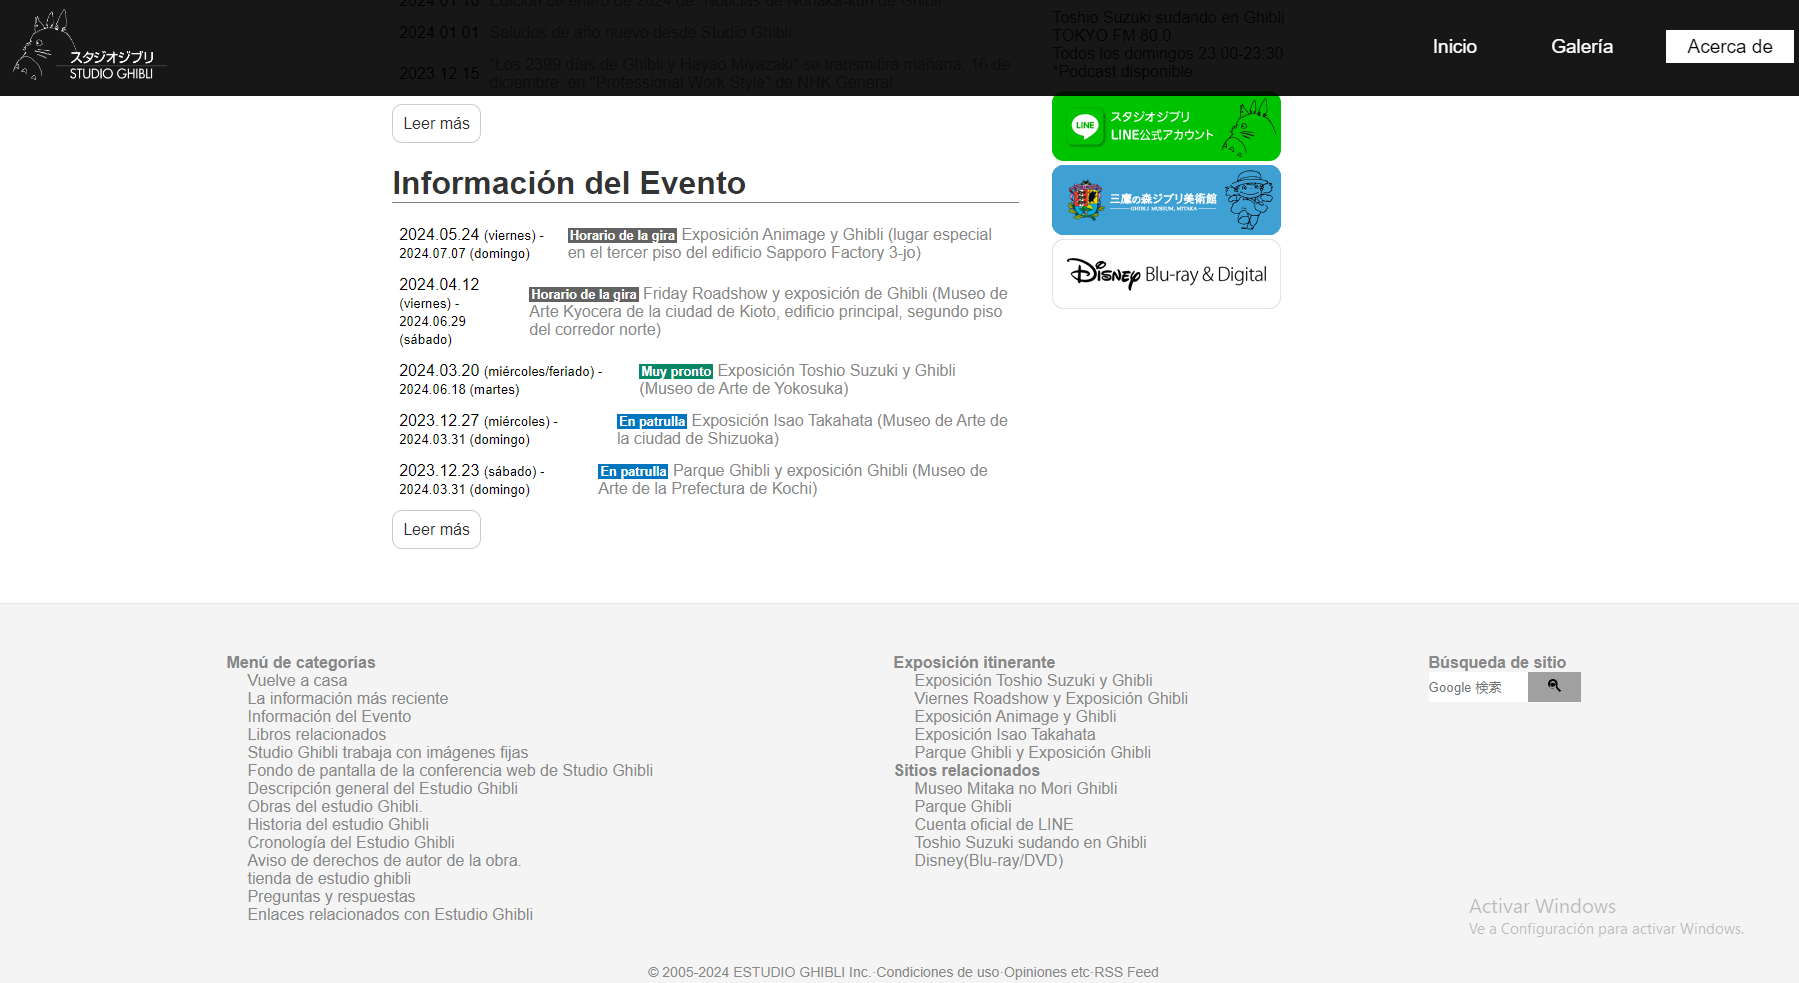 スタジオジブリ
STUDIO GHIBLI
Inicio
Galería
Acerca de
2024.01.10 Edición de enero de 2024 de "Noticias de Nonaka-kun de Ghibli"
2024.01.01 Saludos de año nuevo desde Studio Ghibli
2023.12.15 "Los 2399 días de Ghibli y Hayao Miyazaki" se transmitirá mañana, 16 de
diciembre, en "Professional Work Style" de NHK General.
Leer más
Toshio Suzuki sudando en Ghibli
TOKYO FM 80.0
Todos los domingos 23:00-23:30
*Podcast disponible
LINE
スタジオジブリ
LINE公式アカウント
三鷹の森ジブリ美術館
GHIBLI MUSEUM, MITAKA
Disney Blu-ray & Digital
Información del Evento
2024.05.24 (viernes) -
2024.07.07 (domingo)
Horario de la gira Exposición Animage y Ghibli (lugar especial
en el tercer piso del edificio Sapporo Factory 3-jo)
2024.04.12
(viernes) -
2024.06.29
(sábado)
Horario de la gira Friday Roadshow y exposición de Ghibli (Museo de
Arte Kyocera de la ciudad de Kioto, edificio principal, segundo piso
del corredor norte)
2024.03.20 (miércoles/feriado) -
2024.06.18 (martes)
Muy pronto Exposición Toshio Suzuki y Ghibli
(Museo de Arte de Yokosuka)
2023.12.27 (miércoles) -
2024.03.31 (domingo)
En patrulla Exposición Isao Takahata (Museo de Arte de
la ciudad de Shizuoka)
2023.12.23 (sábado) -
2024.03.31 (domingo)
En patrulla Parque Ghibli y exposición Ghibli (Museo de
Arte de la Prefectura de Kochi)
Leer más
Menú de categorías
Vuelve a casa
La información más reciente
Información del Evento
Libros relacionados
Studio Ghibli trabaja con imágenes fijas
Fondo de pantalla de la conferencia web de Studio Ghibli
Descripción general del Estudio Ghibli
Obras del estudio Ghibli.
Historia del estudio Ghibli
Cronología del Estudio Ghibli
Aviso de derechos de autor de la obra.
tienda de estudio ghibli
Preguntas y respuestas
Enlaces relacionados con Estudio Ghibli
Exposición itinerante
Exposición Toshio Suzuki y Ghibli
Viernes Roadshow y Exposición Ghibli
Exposición Animage y Ghibli
Exposición Isao Takahata
Parque Ghibli y Exposición Ghibli
Sitios relacionados
Museo Mitaka no Mori Ghibli
Parque Ghibli
Cuenta oficial de LINE
Toshio Suzuki sudando en Ghibli
Disney(Blu-ray/DVD)
Búsqueda de sitio
Google 検索
Activar Windows
Ve a Configuración para activar Windows.
© 2005-2024 ESTUDIO GHIBLI Inc.·Condiciones de uso·Opiniones etc·RSS Feed